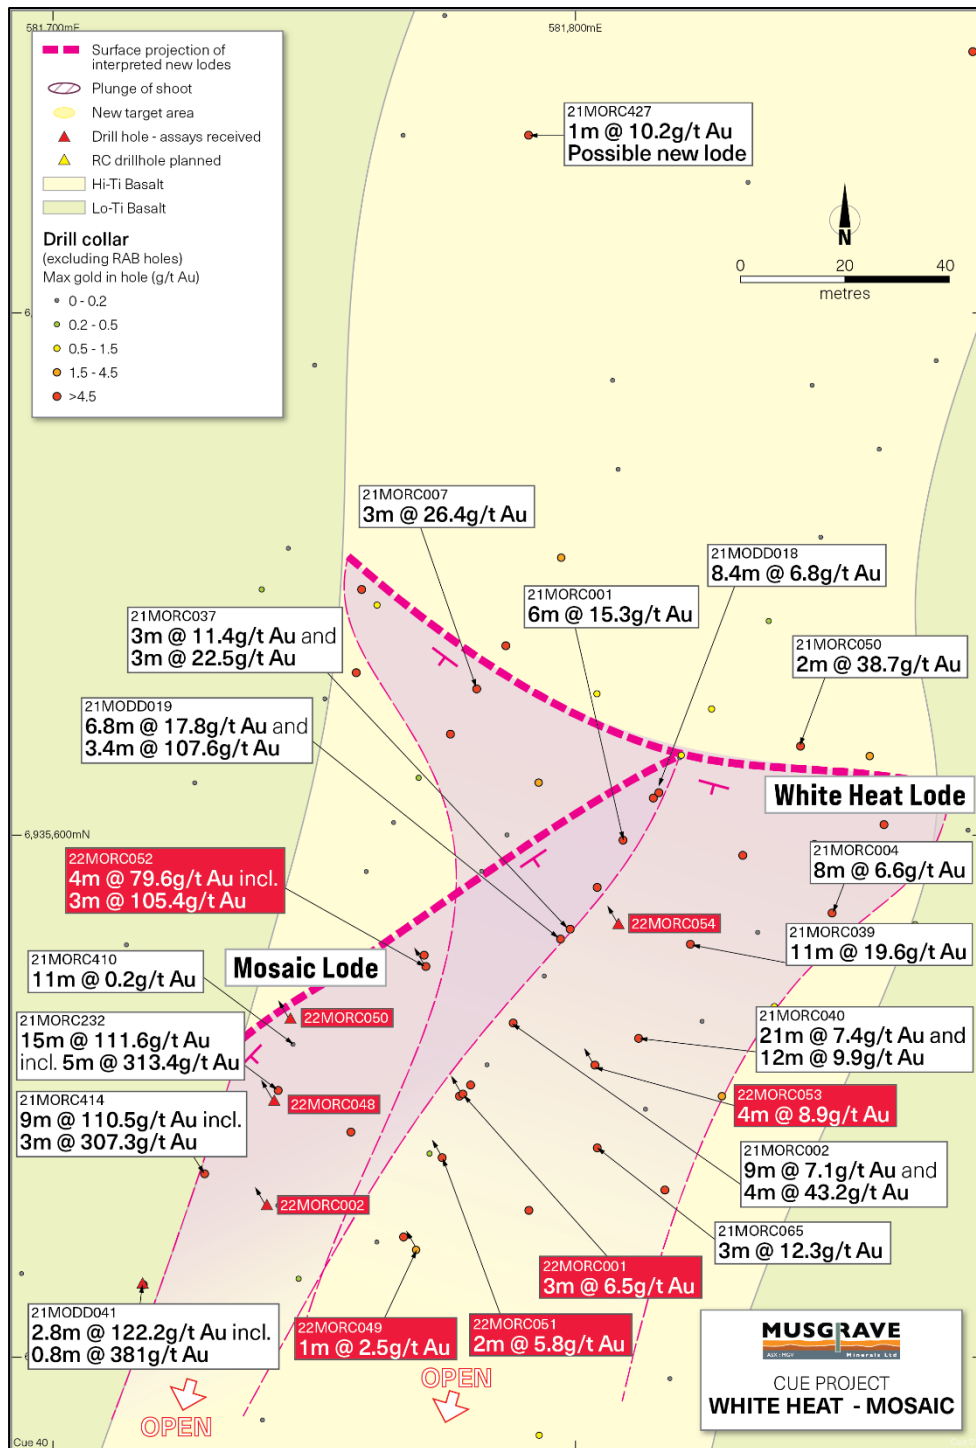 581,700mE
581,800mE
Surface projection of
interpreted new lodes
Plunge of shoot
New target area
Drill hole - assays received
RC drillhole planned
Hi-Ti Basalt
Lo-Ti Basalt
Drill collar
(excluding RAB holes)
Max gold in hole (g/t Au)
0 - 0.2
0.2 - 0.5
0.5 - 1.5
1.5 - 4.5
>4.5
21MORC427
1m @ 10.2g/t Au
Possible new lode
N
0 20 40
metres
21MORC007
3m @ 26.4g/t Au
21MODD018
8.4m @ 6.8g/t Au
21MORC001
6m @ 15.3g/t Au
21MORC037
3m @ 11.4g/t Au and
3m @ 22.5g/t Au
21MORC050
2m @ 38.7g/t Au
21MODD019
6.8m @ 17.8g/t Au and
3.4m @ 107.6g/t Au
White Heat Lode
6,935,600mN
22MORC052
4m @ 79.6g/t Au incl.
3m @ 105.4g/t Au
21MORC004
8m @ 6.6g/t Au
22MORC054
21MORC039
11m @ 19.6g/t Au
Mosaic Lode
21MORC410
11m @ 0.2g/t Au
22MORC050
21MORC040
21m @ 7.4g/t Au and
12m @ 9.9g/t Au
21MORC232
15m @ 111.6g/t Au
incl. 5m @ 313.4g/t Au
22MORC048
22MORC053
4m @ 8.9g/t Au
21MORC414
9m @ 110.5g/t Au incl.
3m @ 307.3g/t Au
21MORC002
9m @ 7.1g/t Au and
4m @ 43.2g/t Au
22MORC002
21MORC065
3m @ 12.3g/t Au
22MORC001
3m @ 6.5g/t Au
21MODD041
2.8m @ 122.2g/t Au incl.
0.8m @ 381g/t Au
22MORC049
1m @ 2.5g/t Au
22MORC051
2m @ 5.8g/t Au
OPEN
OPEN
MUSGRAVE
ASX : MGV Minerals Ltd
CUE PROJECT
WHITE HEAT - MOSAIC
Cue 40